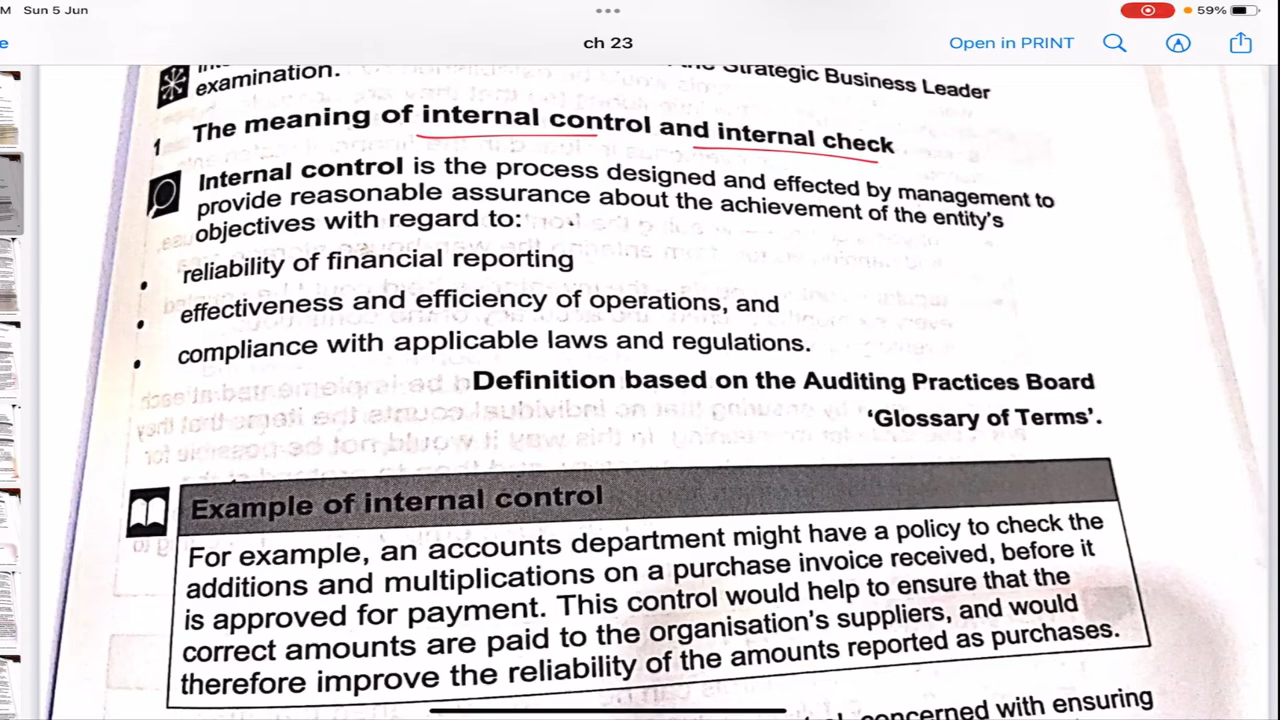 M Sun 5 Jun
59%
e
ch 23
Open in PRINT
Strategic Business Leader
examination.
1 The meaning of internal control and internal check
Internal control is the process designed and effected by management to
provide reasonable assurance about the achievement of the entity's
objectives with regard to:
• reliability of financial reporting
• effectiveness and efficiency of operations, and
• compliance with applicable laws and regulations.
Definition based on the Auditing Practices Board
‘Glossary of Terms’.
Example of internal control
For example, an accounts department might have a policy to check the
additions and multiplications on a purchase invoice received, before it
is approved for payment. This control would help to ensure that the
correct amounts are paid to the organisation's suppliers, and would
therefore improve the reliability of the amounts reported as purchases.
concerned with ensuring